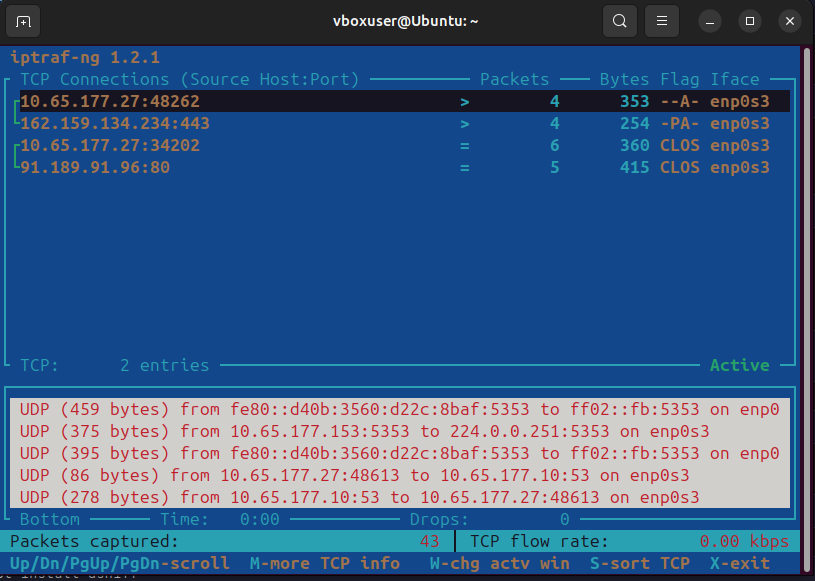 vboxuser@Ubuntu: ~
iptraf-ng 1.2.1
TCP Connections (Source Host:Port) Packets Bytes Flag Iface
10.65.177.27:48262 > 4 353 --A- enp0s3
162.159.134.234:443 > 4 254 -PA- enp0s3
10.65.177.27:34202 = 6 360 CLOS enp0s3
91.189.91.96:80 = 5 415 CLOS enp0s3
TCP: 2 entries Active
UDP (459 bytes) from fe80::d40b:3560:d22c:8baf:5353 to ff02::fb:5353 on enp0
UDP (375 bytes) from 10.65.177.153:5353 to 224.0.0.251:5353 on enp0s3
UDP (395 bytes) from fe80::d40b:3560:d22c:8baf:5353 to ff02::fb:5353 on enp0
UDP (86 bytes) from 10.65.177.27:48613 to 10.65.177.10:53 on enp0s3
UDP (278 bytes) from 10.65.177.10:53 to 10.65.177.27:48613 on enp0s3
Bottom Time: 0:00 Drops: 0
Packets captured: 43 TCP flow rate: 0.00 kbps
Up/Dn/PgUp/PgDn-scroll M-more TCP info W-chg actv win S-sort TCP X-exit